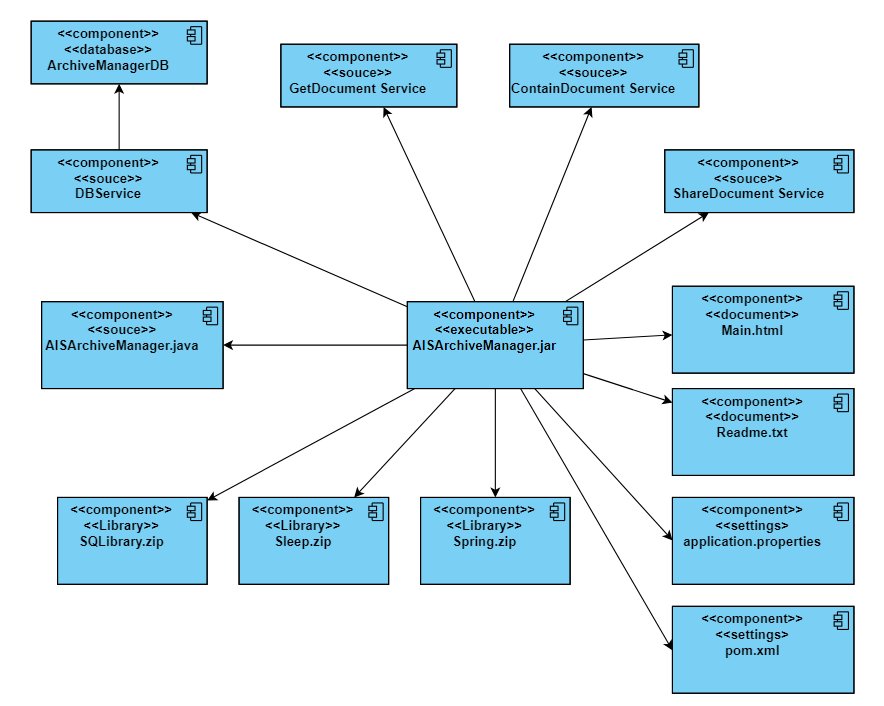 <<component>>
<<database>>
ArchiveManagerDB
<<component>>
<<souce>>
GetDocument Service
<<component>>
<<souce>>
ContainDocument Service
<<component>>
<<souce>>
DBService
<<component>>
<<souce>>
ShareDocument Service
<<component>>
<<souce>>
AISArchiveManager.java
<<component>>
<<executable>>
AISArchiveManager.jar
<<component>>
<<document>>
Main.html
<<component>>
<<document>>
Readme.txt
<<component>>
<<Library>>
SQLibrary.zip
<<component>>
<<Library>>
Sleep.zip
<<component>>
<<Library>>
Spring.zip
<<component>>
<<settings>
application.properties
<<component>>
<<settings>
pom.xml